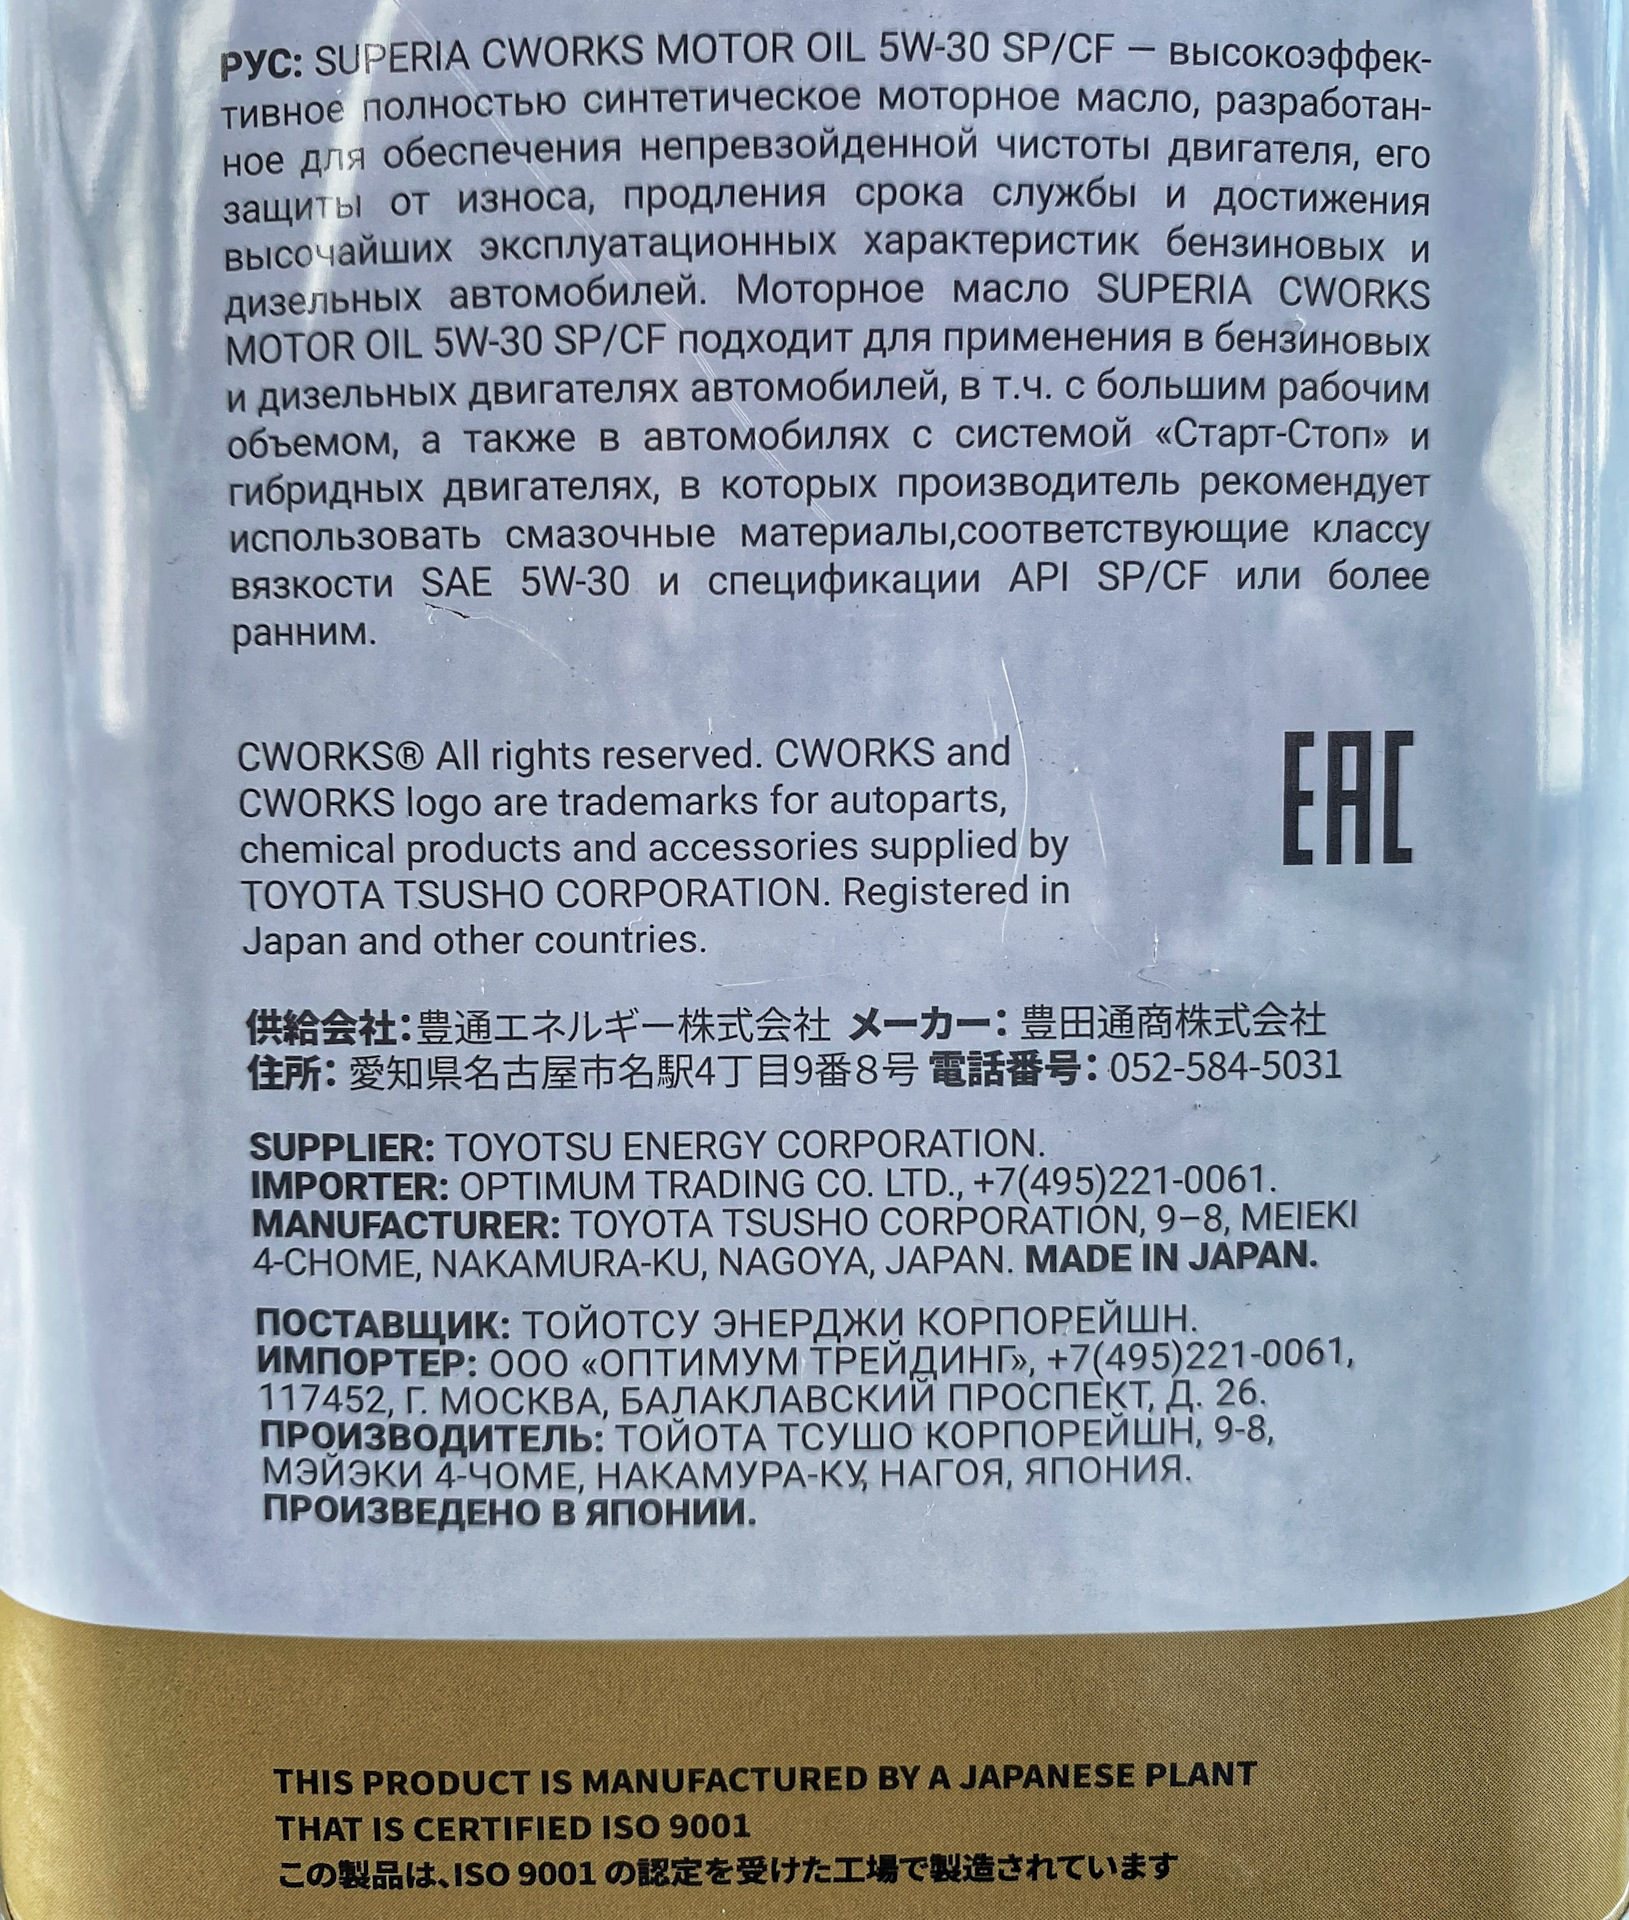 РУС: SUPERIA CWORKS MOTOR OIL 5W-30 SP/CF — высокоэффек-
тивное полностью синтетическое моторное масло, разработан-
ное для обеспечения непревзойденной чистоты двигателя, его
защиты от износа, продления срока службы и достижения
высочайших эксплуатационных характеристик бензиновых и
дизельных автомобилей. Моторное масло SUPERIA CWORKS
MOTOR OIL 5W-30 SP/CF подходит для применения в бензиновых
и дизельных двигателях автомобилей, в т.ч. с большим рабочим
объемом, а также в автомобилях с системой «Старт-Стоп» и
гибридных двигателях, в которых производитель рекомендует
использовать смазочные материалы,соответствующие классу
вязкости SAE 5W-30 и спецификации API SP/CF или более
ранним.
CWORKS® All rights reserved. CWORKS and
CWORKS logo are trademarks for autoparts,
chemical products and accessories supplied by
TOYOTA TSUSHO CORPORATION. Registered in
Japan and other countries.
EAC
供給会社：豊通エネルギー株式会社 メーカー：豊田通商株式会社
住所：愛知県名古屋市名駅4丁目9番８号 電話番号：052-584-5031
SUPPLIER: TOYOTSU ENERGY CORPORATION.
IMPORTER: OPTIMUM TRADING CO. LTD., +7(495)221-0061.
MANUFACTURER: TOYOTA TSUSHO CORPORATION, 9–8, MEIEKI
4-CHOME, NAKAMURA-KU, NAGOYA, JAPAN. MADE IN JAPAN.
ПОСТАВЩИК: ТОЙОТСУ ЭНЕРДЖИ КОРПОРЕЙШН.
ИМПОРТЕР: ООО «ОПТИМУМ ТРЕЙДИНГ», +7(495)221-0061,
117452, Г. МОСКВА, БАЛАКЛАВСКИЙ ПРОСПЕКТ, Д. 26.
ПРОИЗВОДИТЕЛЬ: ТОЙОТА ТСУШО КОРПОРЕЙШН, 9-8,
МЭЙЭКИ 4-ЧОМЕ, НАКАМУРА-КУ, НАГОЯ, ЯПОНИЯ.
ПРОИЗВЕДЕНО В ЯПОНИИ.
THIS PRODUCT IS MANUFACTURED BY A JAPANESE PLANT
THAT IS CERTIFIED ISO 9001
この製品は、ISO 9001 の認定を受けた工場で製造されています